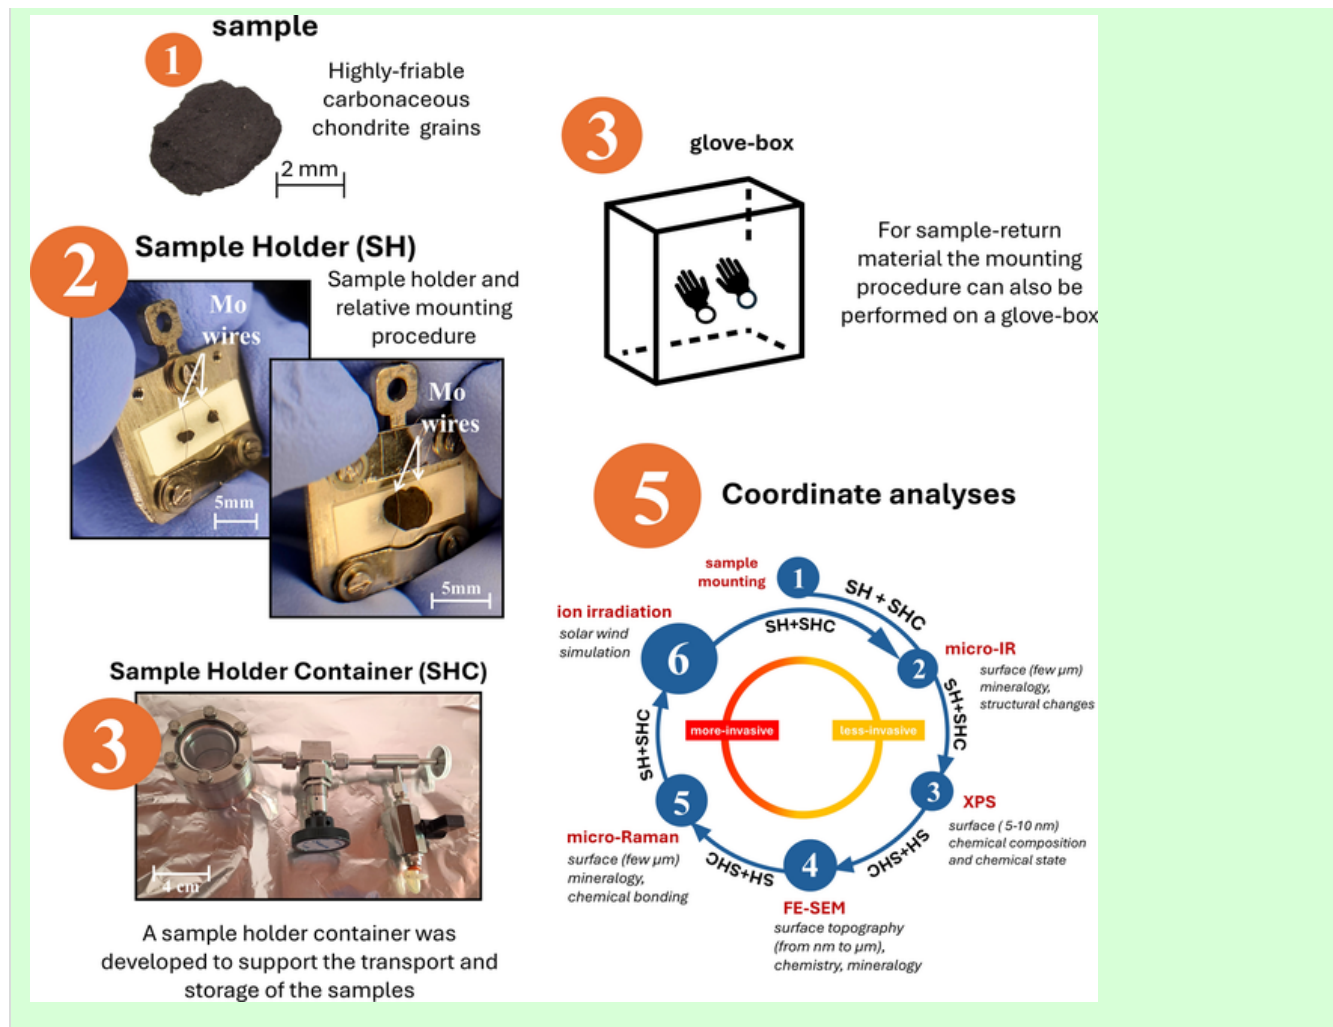 sample
1
Highly-friable
carbonaceous
chondrite grains
2 mm
2
Sample Holder (SH)
Sample holder and
relative mounting
procedure
Mo
wires
5mm
Mo
wires
5mm
Sample Holder Container (SHC)
3
4 cm
A sample holder container was
developed to support the transport and
storage of the samples
3
glove-box
For sample-return
material the mounting
procedure can also be
performed on a glove-box
5
Coordinate analyses
sample
mounting
1
SH + SHC
micro-IR
2
surface (few µm)
mineralogy,
structural changes
SH+SHC
3
XPS
surface ( 5-10 nm)
chemical composition
and chemical state
SH+SHC
4
FE-SEM
surface topography
(from nm to µm),
chemistry, mineralogy
SH+SHC
5
micro-Raman
surface (few µm)
mineralogy,
chemical bonding
SH+SHC
ion irradiation
6
solar wind
simulation
SH+SHC
more-invasive
less-invasive